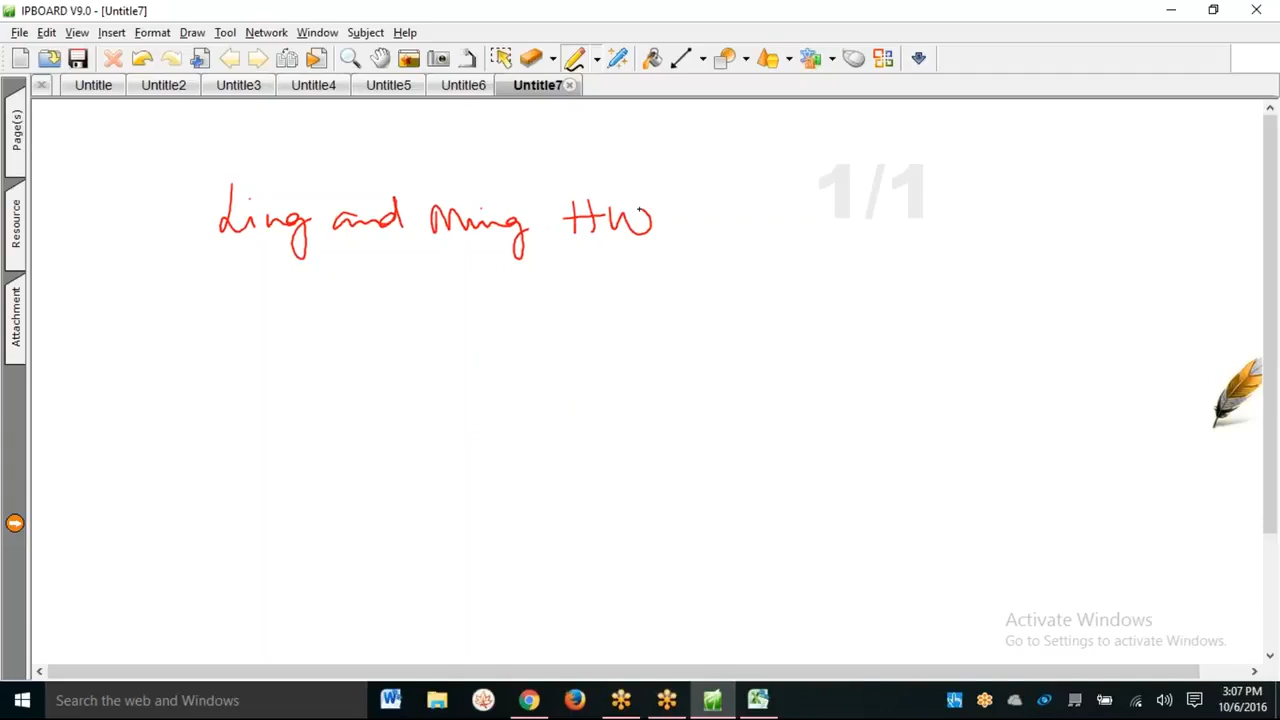 IPBOARD V9.0 - [Untitle7]
File Edit View Insert Format Draw Tool Network Window Subject Help
Untitle Untitle2 Untitle3 Untitle4 Untitle5 Untitle6 Untitle7
Page(s)
Resource
Attachment
1/1
Ling and Ming HW
Activate Windows
Go to Settings to activate Windows.
Search the web and Windows
3:07 PM
10/6/2016